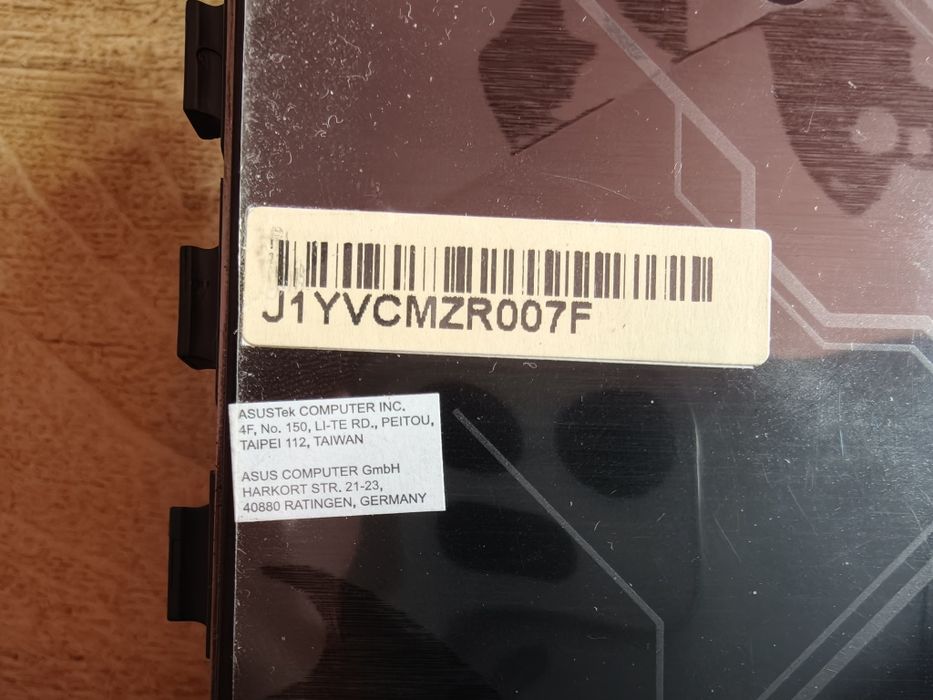 J1YVCMZR007F
ASUSTek COMPUTER INC.
4F, No. 150, LI-TE RD., PEITOU,
TAIPEI 112, TAIWAN
ASUS COMPUTER GmbH
HARKORT STR. 21-23,
40880 RATINGEN, GERMANY